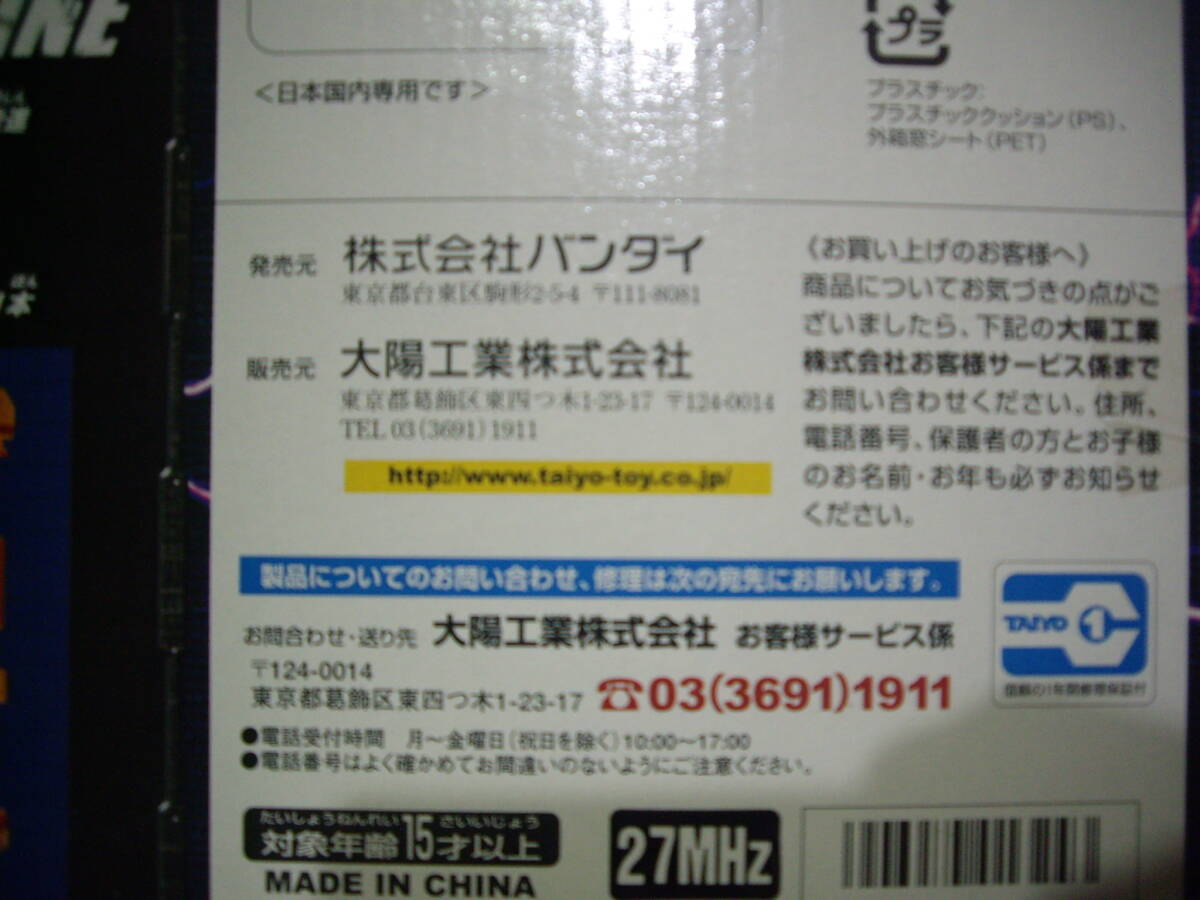 プラ
<日本国内専用です>
プラスチック:
プラスチッククッション(PS)、
外箱窓シート(PET)
発売元 株式会社バンダイ
東京都台東区駒形2-5-4 〒111-8081
販売元 大陽工業株式会社
東京都葛飾区東四つ木1-23-17 〒124-0014
TEL 03(3691)1911
http://www.taiyo-toy.co.jp/
《お買い上げのお客様へ》
商品についてお気づきの点がご
ざいましたら、下記の大陽工業
株式会社お客様サービス係まで
お問い合わせください。住所、
電話番号、保護者の方とお子様
のお名前・お年も必ずお知らせ
ください。
製品についてのお問い合わせ、修理は次の宛先にお願いします。
お問合わせ・送り先 大陽工業株式会社 お客様サービス係
〒124-0014
東京都葛飾区東四つ木1-23-17 ☎03(3691)1911
●電話受付時間 月～金曜日(祝日を除く)10:00～17:00
●電話番号はよく確かめてお間違いのないようにご注意ください。
TAIYO 1
信頼の1年間修理保証付
たいしょうねんれい さいいじょう
対象年齢15才以上
MADE IN CHINA
27MHz
本